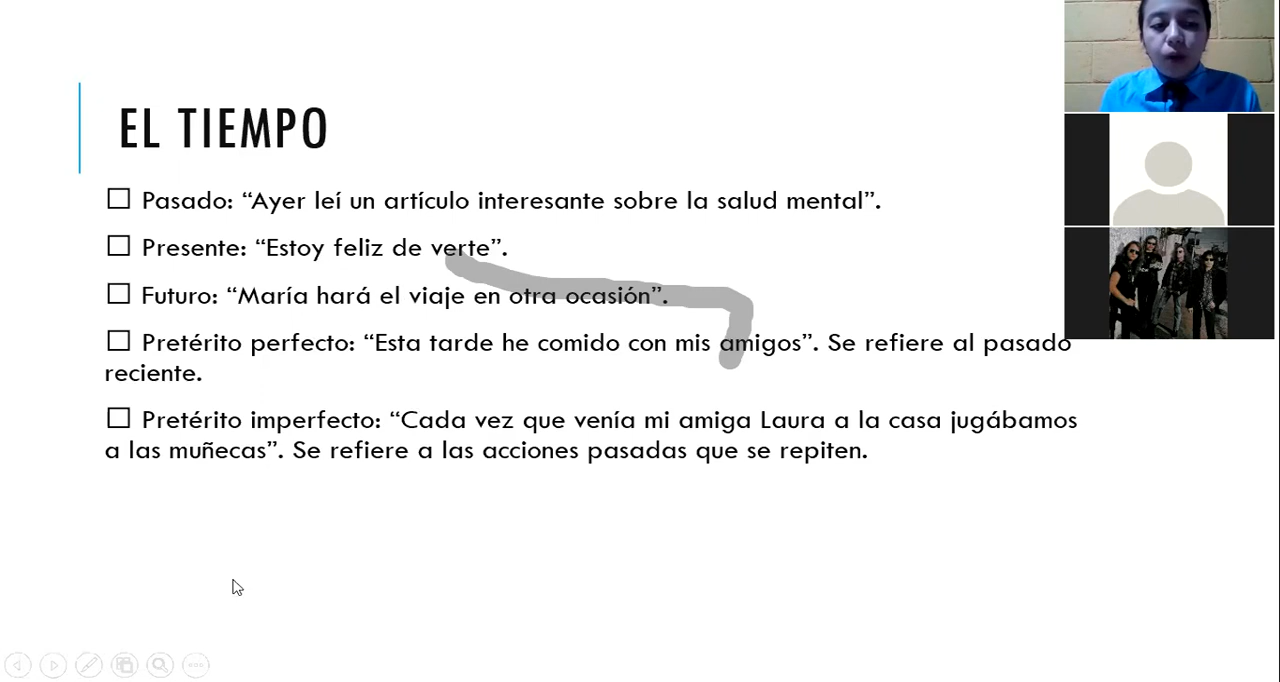 EL TIEMPO
☐ Pasado: “Ayer leí un artículo interesante sobre la salud mental”.
☐ Presente: “Estoy feliz de verte”.
☐ Futuro: “María hará el viaje en otra ocasión”.
☐ Pretérito perfecto: “Esta tarde he comido con mis amigos”. Se refiere al pasado
reciente.
☐ Pretérito imperfecto: “Cada vez que venía mi amiga Laura a la casa jugábamos
a las muñecas”. Se refiere a las acciones pasadas que se repiten.